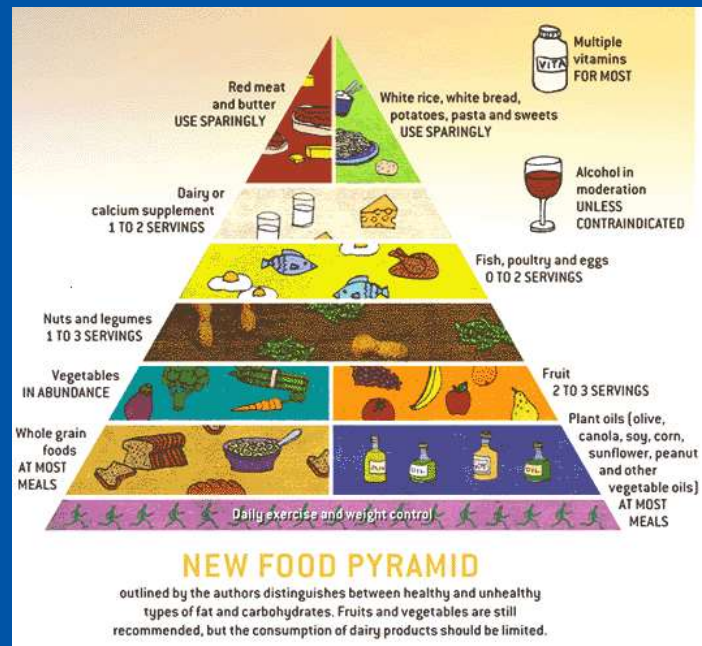 Red meat
and butter
USE SPARINGLY
White rice, white bread,
potatoes, pasta and sweets
USE SPARINGLY
VITA
Multiple
vitamins
FOR MOST
Dairy or
calcium supplement
1 TO 2 SERVINGS
Alcohol in
moderation
UNLESS
CONTRAINDICATED
Fish, poultry and eggs
0 TO 2 SERVINGS
Nuts and legumes
1 TO 3 SERVINGS
Vegetables
IN ABUNDANCE
Fruit
2 TO 3 SERVINGS
Whole grain
foods
AT MOST
MEALS
OIL
OIL
Plant oils (olive,
canola, soy, corn,
sunflower, peanut
and other
vegetable oils)
AT MOST
MEALS
Daily exercise and weight control
NEW FOOD PYRAMID
outlined by the authors distinguishes between healthy and unhealthy
types of fat and carbohydrates. Fruits and vegetables are still
recommended, but the consumption of dairy products should be limited.